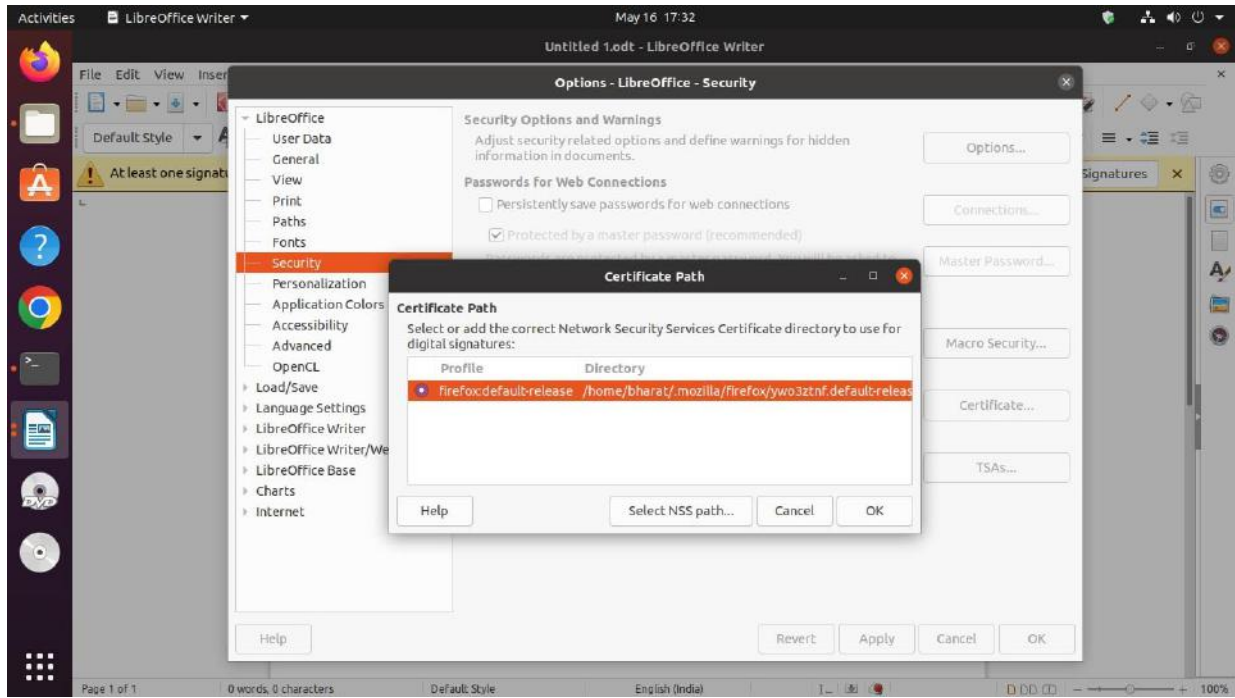 Activities LibreOffice Writer May 16 17:32
Untitled 1.odt - LibreOffice Writer
File Edit View Inser
Options - LibreOffice - Security
Default Style
At least one signatu
Signatures
LibreOffice
User Data
General
View
Print
Paths
Fonts
Security
Personalization
Application Colors
Accessibility
Advanced
OpenCL
Load/Save
Language Settings
LibreOffice Writer
LibreOffice Writer/We
LibreOffice Base
Charts
Internet
Security Options and Warnings
Adjust security related options and define warnings for hidden
information in documents.
Options...
Passwords for Web Connections
Persistently save passwords for web connections
Connections...
Protected by a master password (recommended)
Master Password...
Macro Security...
Certificate...
TSAs...
Certificate Path
Certificate Path
Select or add the correct Network Security Services Certificate directory to use for
digital signatures:
Profile Directory
firefox:default-release /home/bharat/.mozilla/firefox/ywo3ztnf.default-releas
Help Select NSS path... Cancel OK
Help Revert Apply Cancel OK
Page 1 of 1 0 words, 0 characters Default Style English (India) 100%